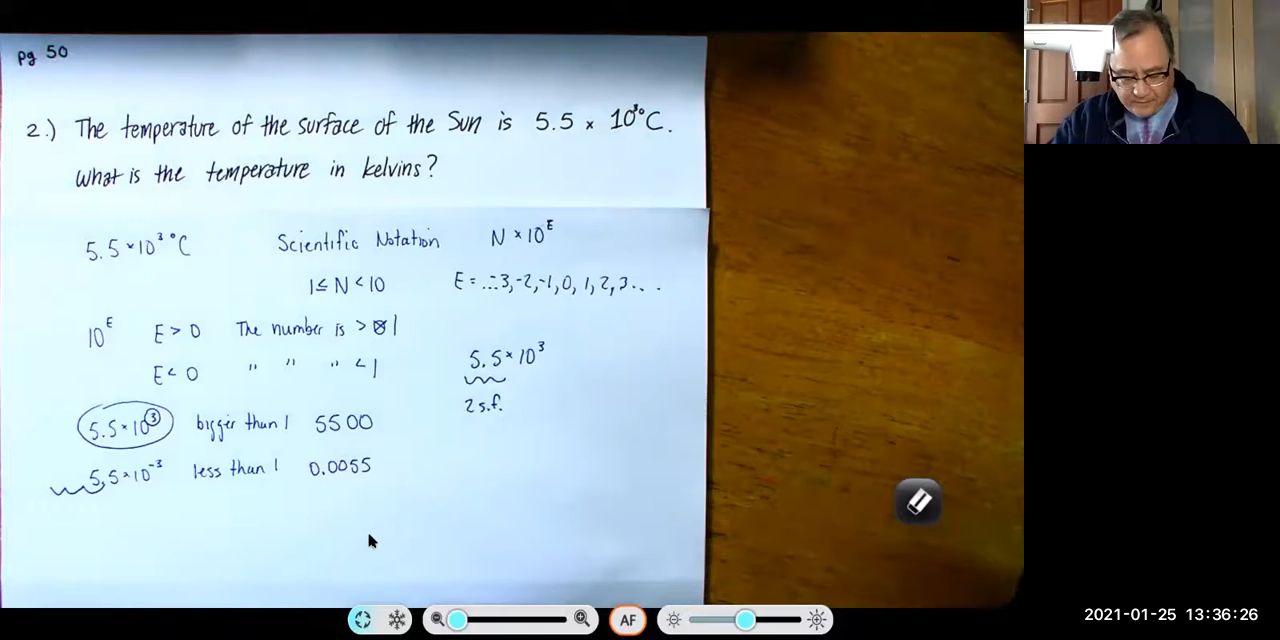 pg 50
2.) The temperature of the surface of the Sun is 5.5 × 10³°C.
What is the temperature in kelvins?
5.5 × 10³ °C Scientific Notation N × 10^E
1 ≤ N < 10 E = ...-3, -2, -1, 0, 1, 2, 3...
10^E E > 0 The number is > 1
E < 0 " " " < 1
5.5 × 10³
2 s.f.
5.5 × 10³ bigger than 1 5500
5.5 × 10⁻³ less than 1 0.0055
AF
2021-01-25 13:36:26